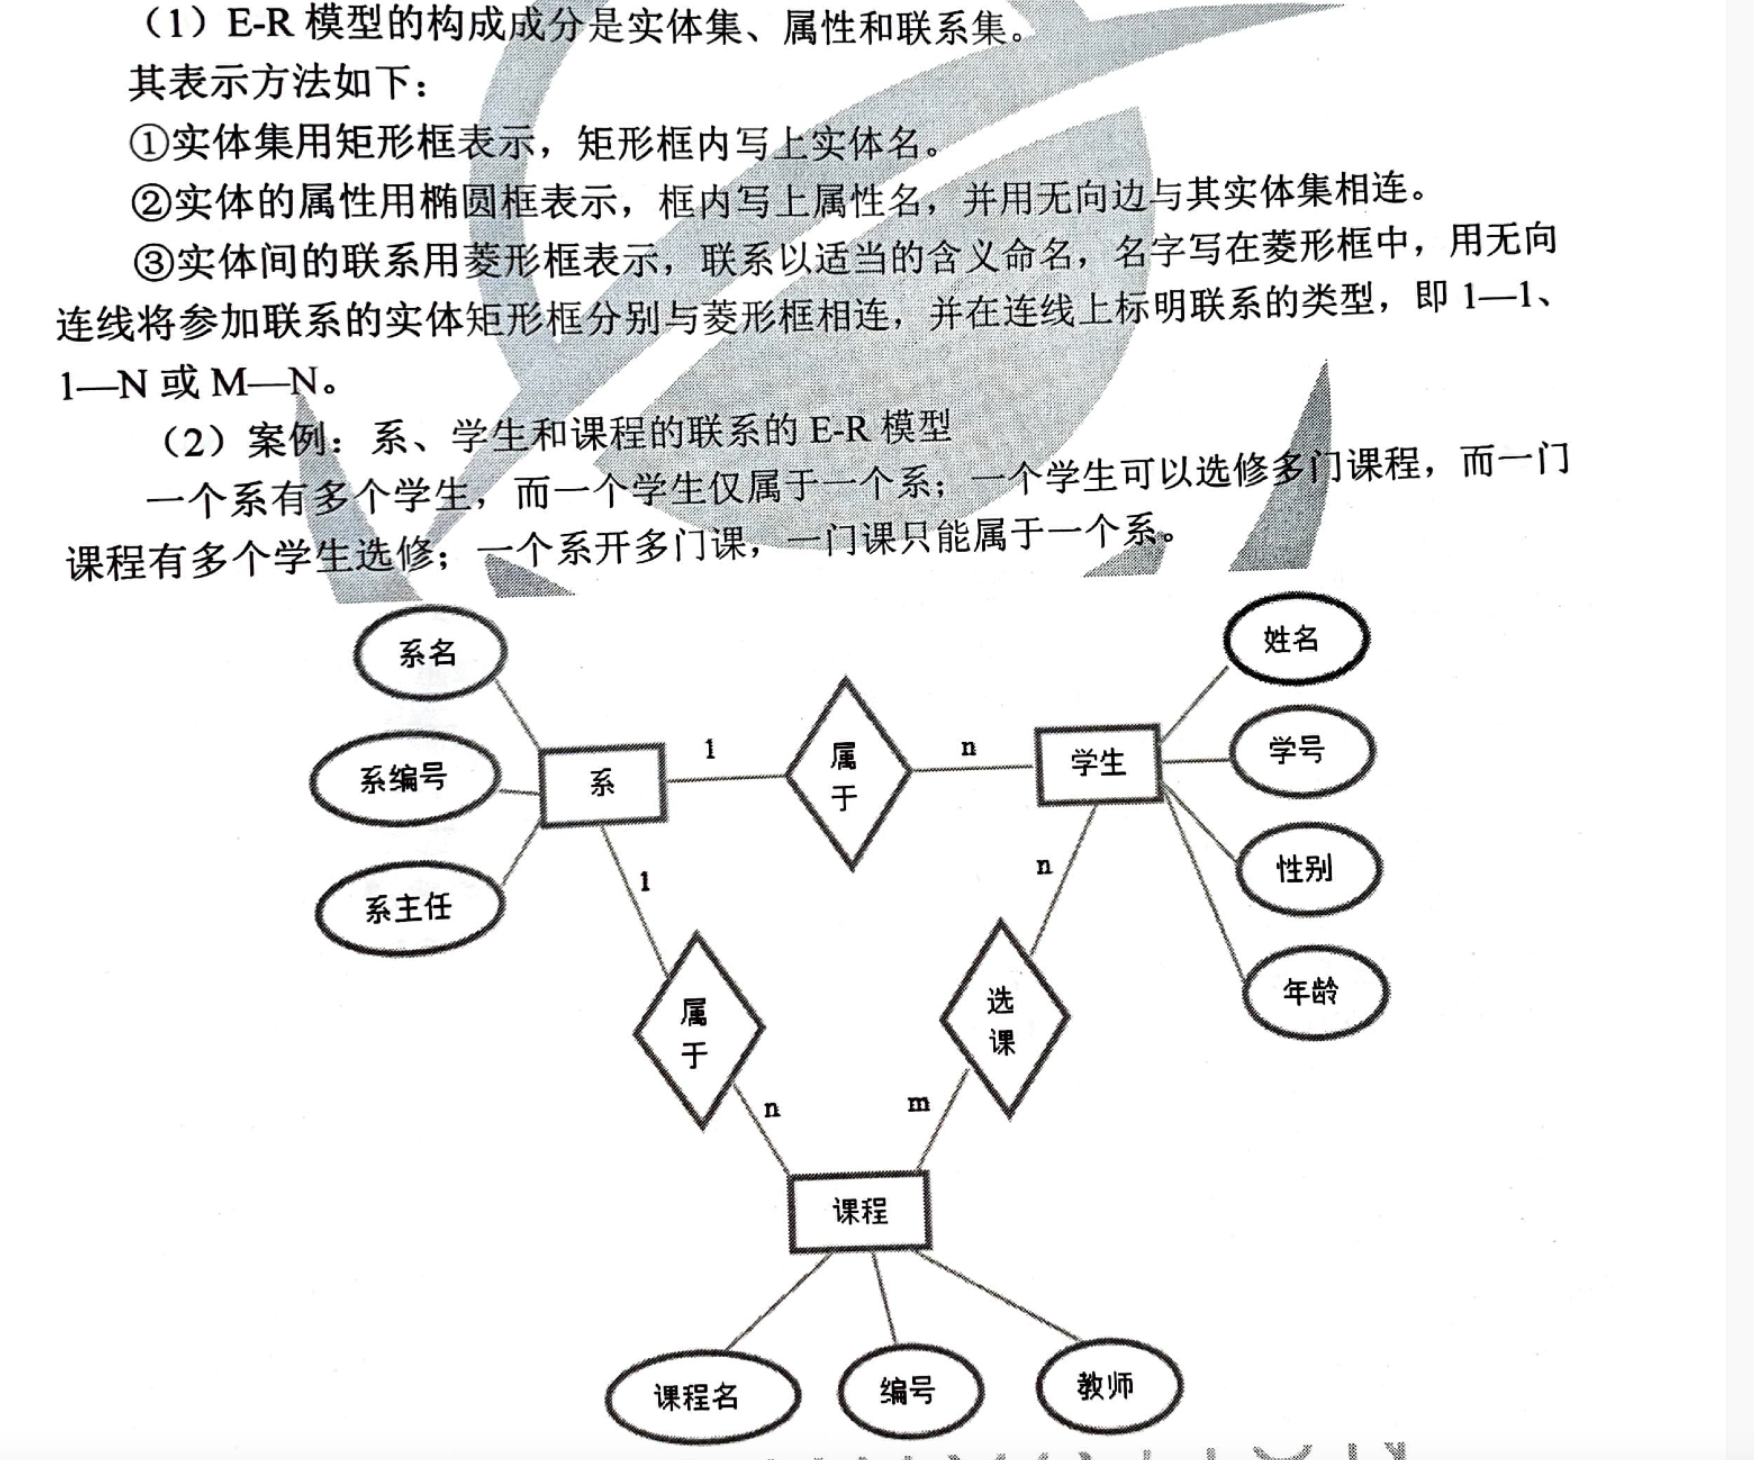 （1）E-R 模型的构成成分是实体集、属性和联系集。
其表示方法如下：
①实体集用矩形框表示，矩形框内写上实体名。
②实体的属性用椭圆框表示，框内写上属性名，并用无向边与其实体集相连。
③实体间的联系用菱形框表示，联系以适当的含义命名，名字写在菱形框中，用无向
连线将参加联系的实体矩形框分别与菱形框相连，并在连线上标明联系的类型，即 1—1、
1—N 或 M—N。
（2）案例：系、学生和课程的联系的 E-R 模型
一个系有多个学生，而一个学生仅属于一个系；一个学生可以选修多门课程，而一门
课程有多个学生选修；一个系开多门课，一门课只能属于一个系。
系名
姓名
系编号
系
1
属
于
n
学生
学号
系主任
1
n
性别
属
于
选
课
年龄
n
m
课程
课程名
编号
教师